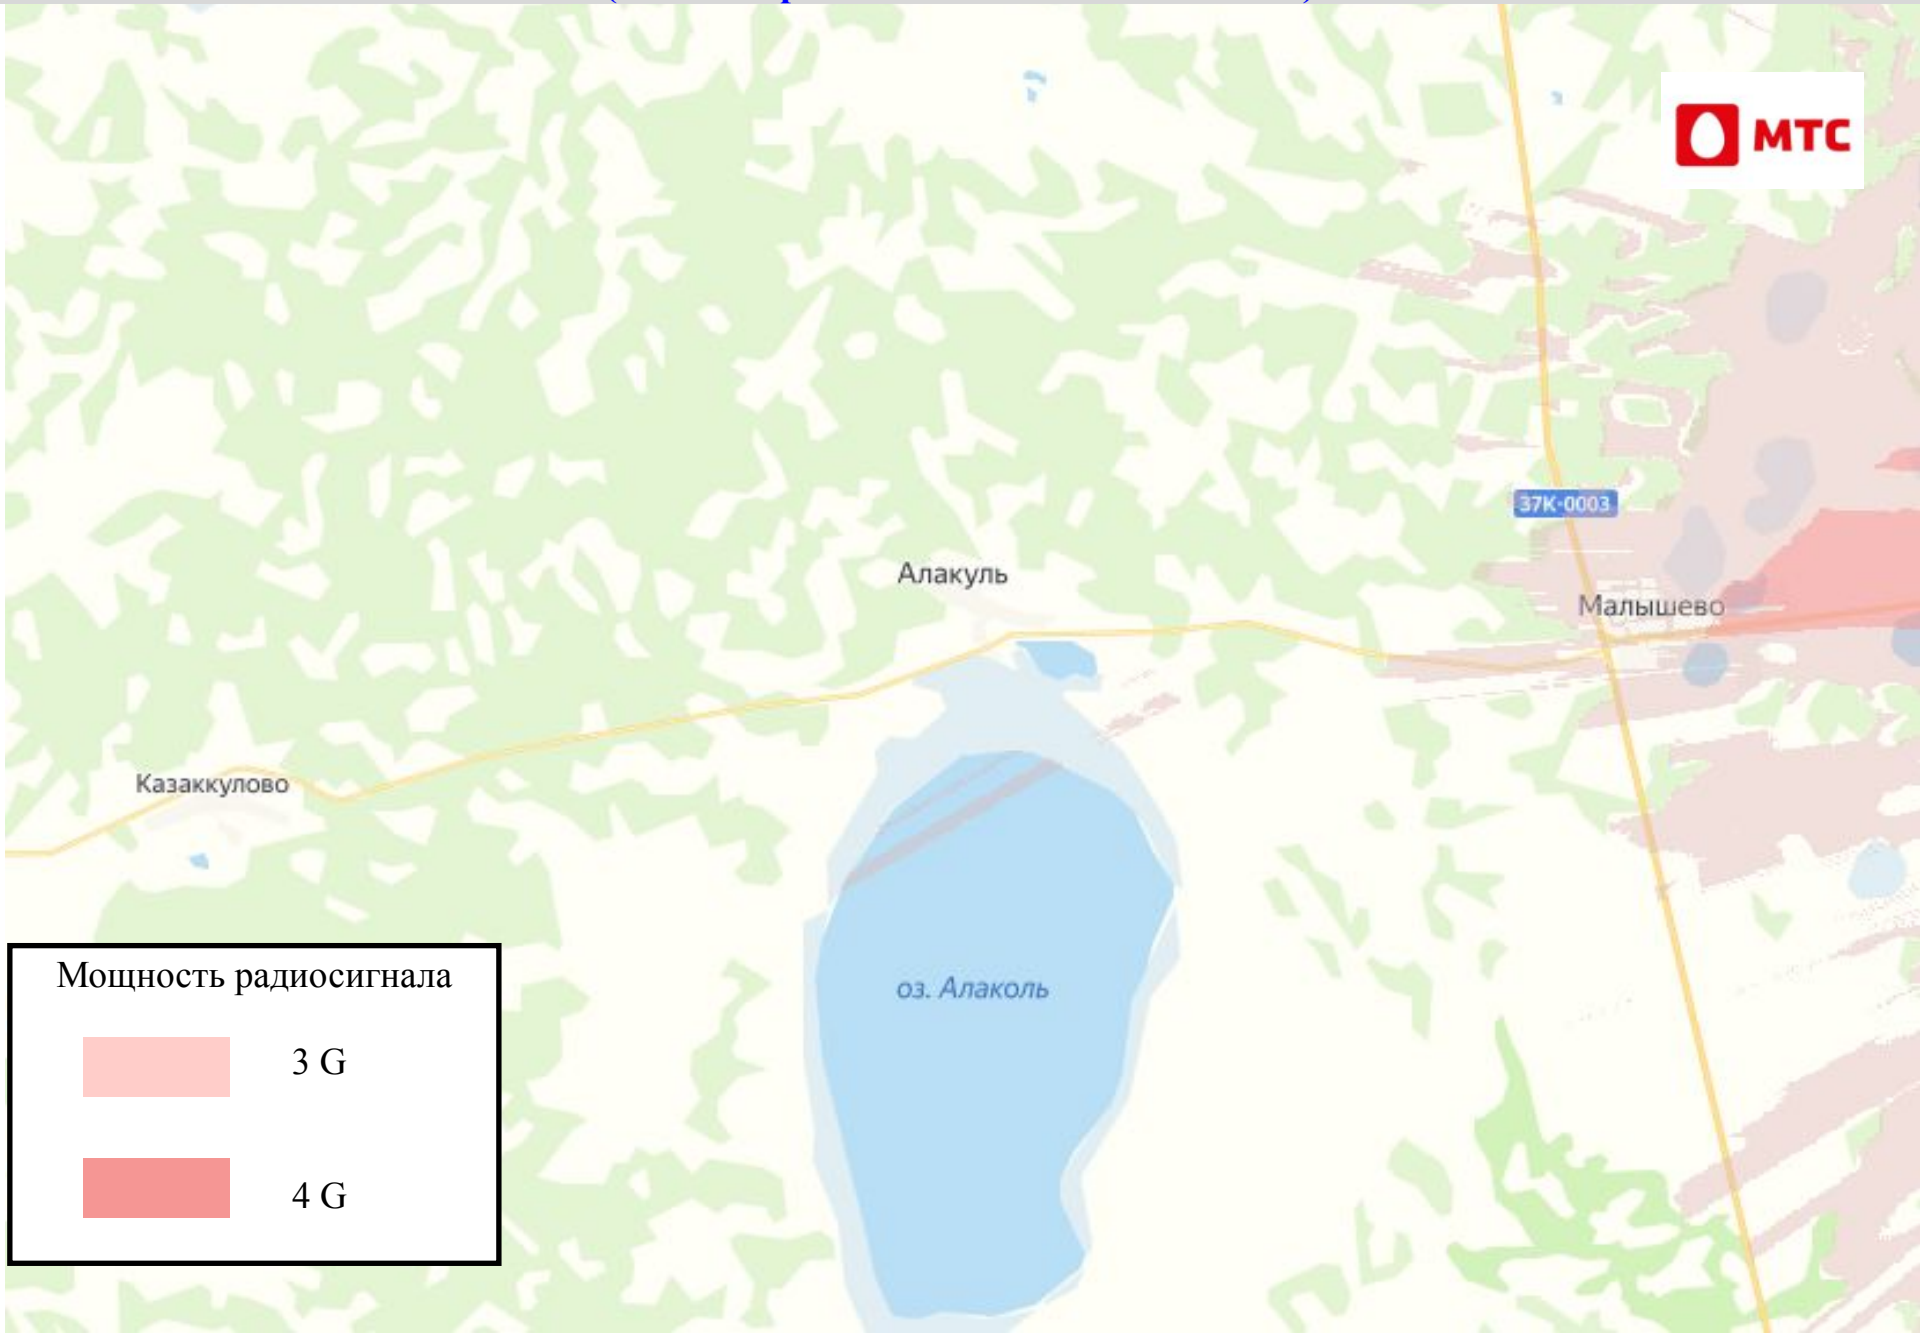 МТС
37К-0003
Алакуль
Малышево
Казаккулово
оз. Алаколь
Мощность радиосигнала
3 G
4 G